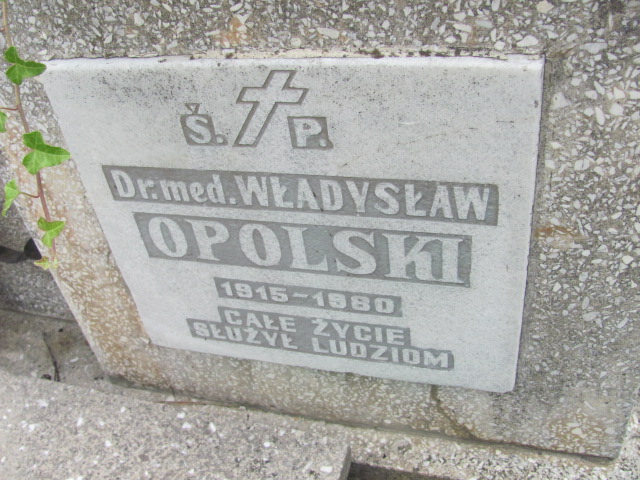 Ś. P.
Dr. med. WŁADYSŁAW
OPOLSKI
1915-1980
CAŁE ŻYCIE
SŁUŻYŁ LUDZIOM